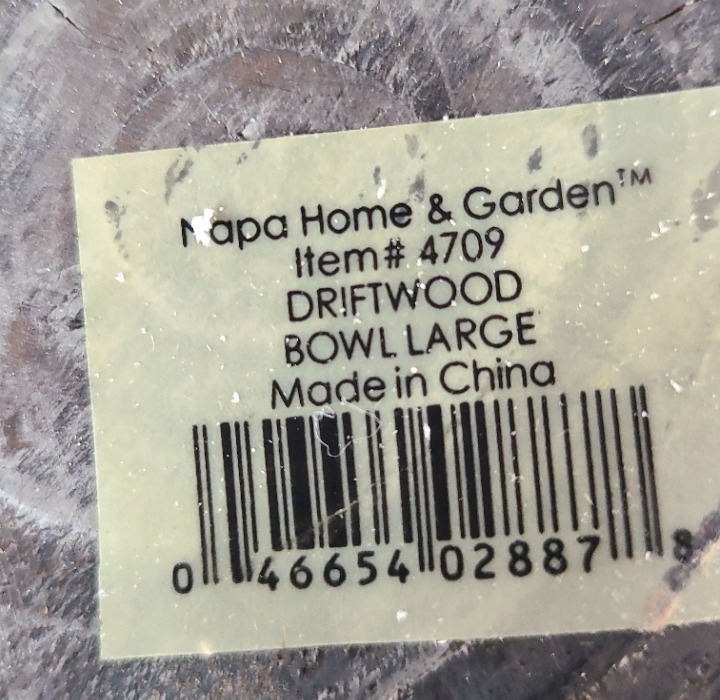 Napa Home & Garden™
Item# 4709
DRIFTWOOD
BOWL LARGE
Made in China
0 46654 02887 8